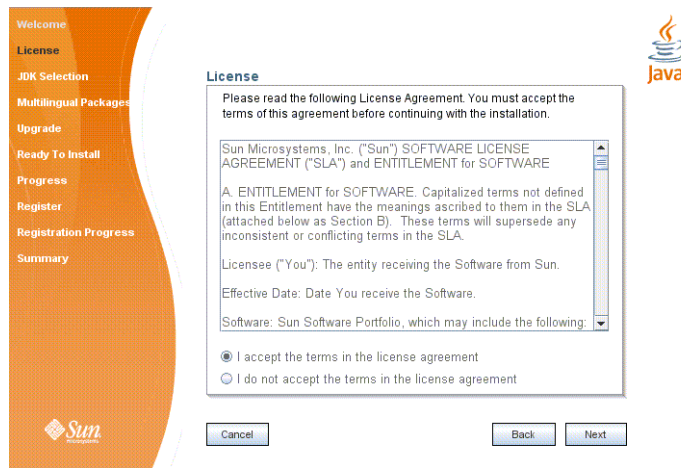 Welcome
License
JDK Selection
Multilingual Packages
Upgrade
Ready To Install
Progress
Register
Registration Progress
Summary
Sun
microsystems
Java
License
Please read the following License Agreement. You must accept the
terms of this agreement before continuing with the installation.
Sun Microsystems, Inc. ("Sun") SOFTWARE LICENSE
AGREEMENT ("SLA") and ENTITLEMENT for SOFTWARE
A. ENTITLEMENT for SOFTWARE. Capitalized terms not defined
in this Entitlement have the meanings ascribed to them in the SLA
(attached below as Section B). These terms will supersede any
inconsistent or conflicting terms in the SLA.
Licensee ("You"): The entity receiving the Software from Sun.
Effective Date: Date You receive the Software.
Software: Sun Software Portfolio, which may include the following:
I accept the terms in the license agreement
I do not accept the terms in the license agreement
Cancel
Back
Next